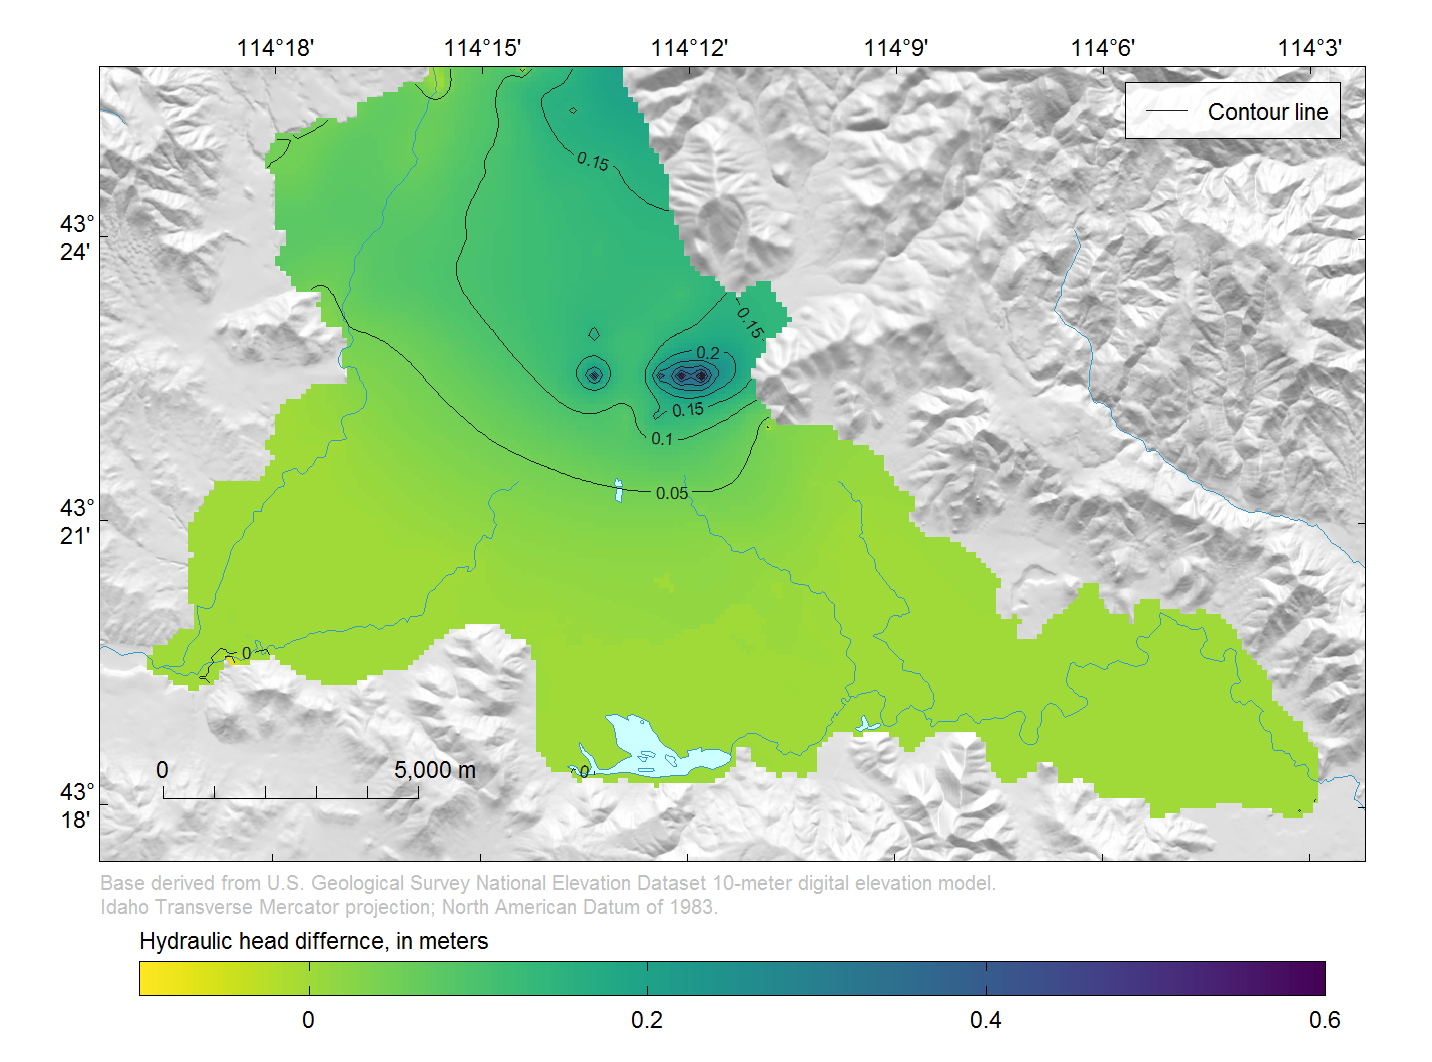 114°18' 114°15' 114°12' 114°9' 114°6' 114°3'
Contour line
0.15
43°
24'
0.15
0.2
0.15
0.1
0.05
43°
21'
0
0 5,000 m
0
43°
18'
Base derived from U.S. Geological Survey National Elevation Dataset 10-meter digital elevation model.
Idaho Transverse Mercator projection; North American Datum of 1983.
Hydraulic head differnce, in meters
0 0.2 0.4 0.6